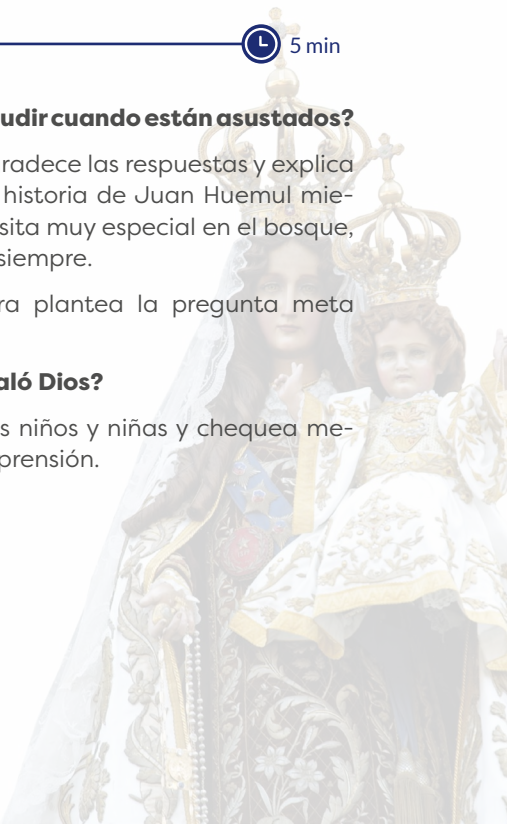 5 min
udir cuando están asustados?
radece las respuestas y explica
historia de Juan Huemul mie-
sita muy especial en el bosque,
siempre.
ra plantea la pregunta meta
aló Dios?
s niños y niñas y chequea me-
prensión.